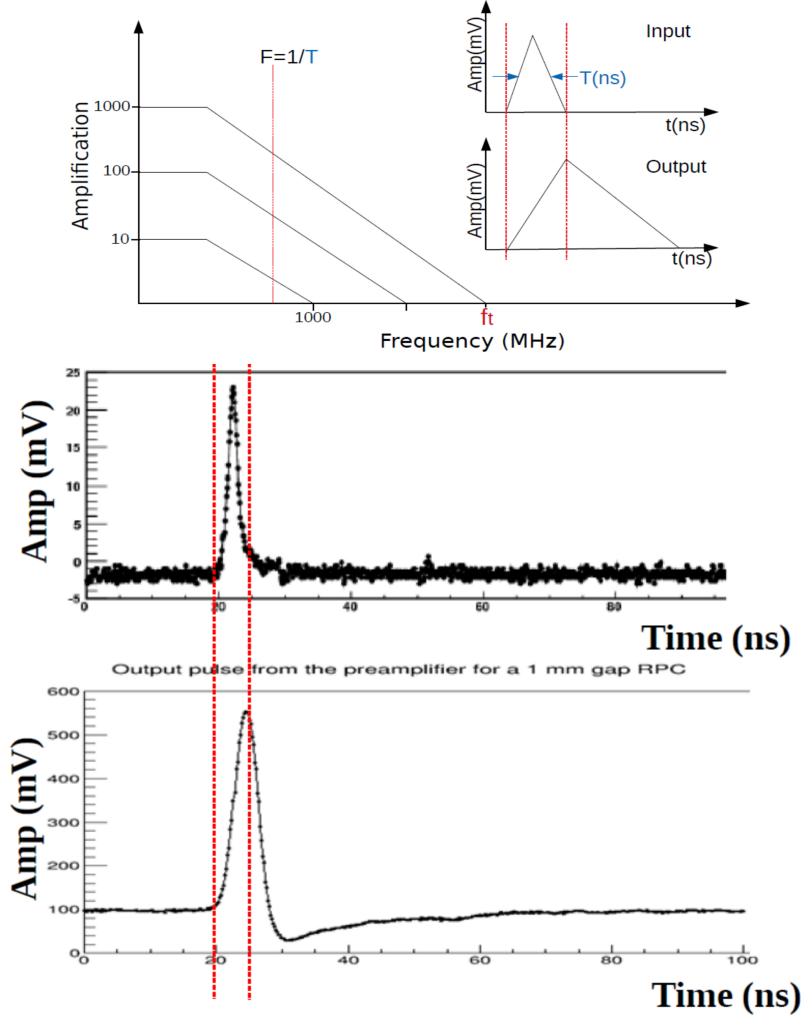 F=1/T
Amplification
1000
100
10
1000
ft
Frequency (MHz)
Amp(mV)
Input
T(ns)
t(ns)
Amp(mV)
Output
t(ns)
Amp (mV)
25
20
15
10
5
0
-5
0 20 40 60 80
Time (ns)
Output pulse from the preamplifier for a 1 mm gap RPC
Amp (mV)
600
500
400
300
200
100
0
0 20 40 60 80 100
Time (ns)